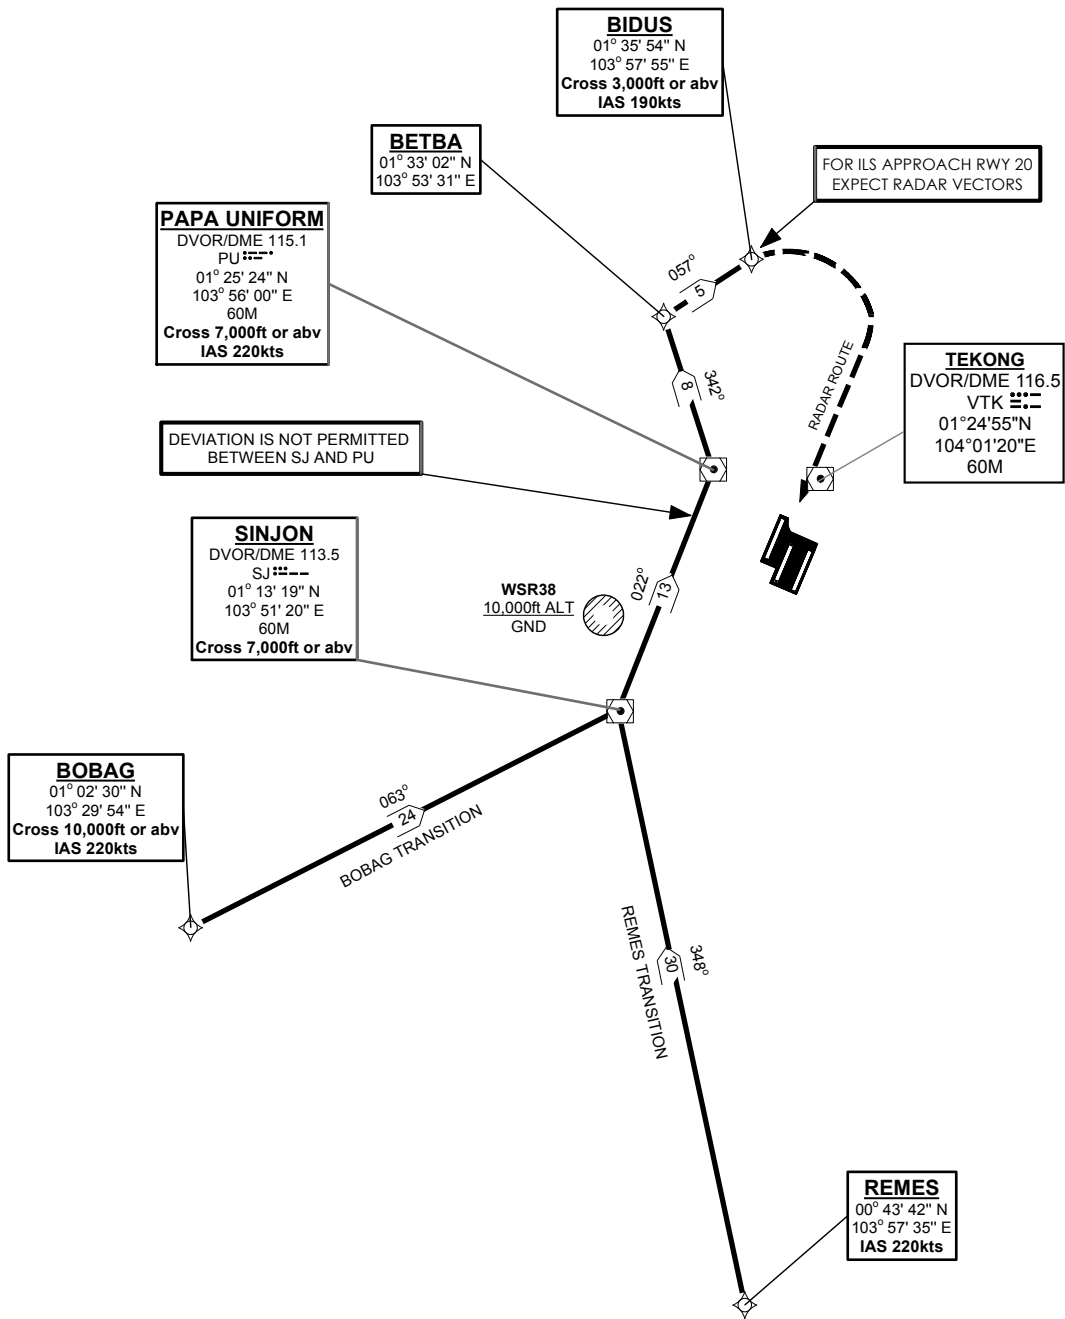 BIDUS
01° 35' 54" N
103° 57' 55" E
Cross 3,000ft or abv
IAS 190kts
BETBA
01° 33' 02" N
103° 53' 31" E
FOR ILS APPROACH RWY 20
EXPECT RADAR VECTORS
PAPA UNIFORM
DVOR/DME 115.1
PU
01° 25' 24" N
103° 56' 00" E
60M
Cross 7,000ft or abv
IAS 220kts
057°
5
RADAR ROUTE
TEKONG
DVOR/DME 116.5
VTK
01°24'55"N
104°01'20"E
60M
342°
8
DEVIATION IS NOT PERMITTED
BETWEEN SJ AND PU
SINJON
DVOR/DME 113.5
SJ
01° 13' 19" N
103° 51' 20" E
60M
Cross 7,000ft or abv
WSR38
10,000ft ALT
GND
022°
13
BOBAG
01° 02' 30" N
103° 29' 54" E
Cross 10,000ft or abv
IAS 220kts
063°
24
BOBAG TRANSITION
REMES TRANSITION
348°
30
REMES
00° 43' 42" N
103° 57' 35" E
IAS 220kts